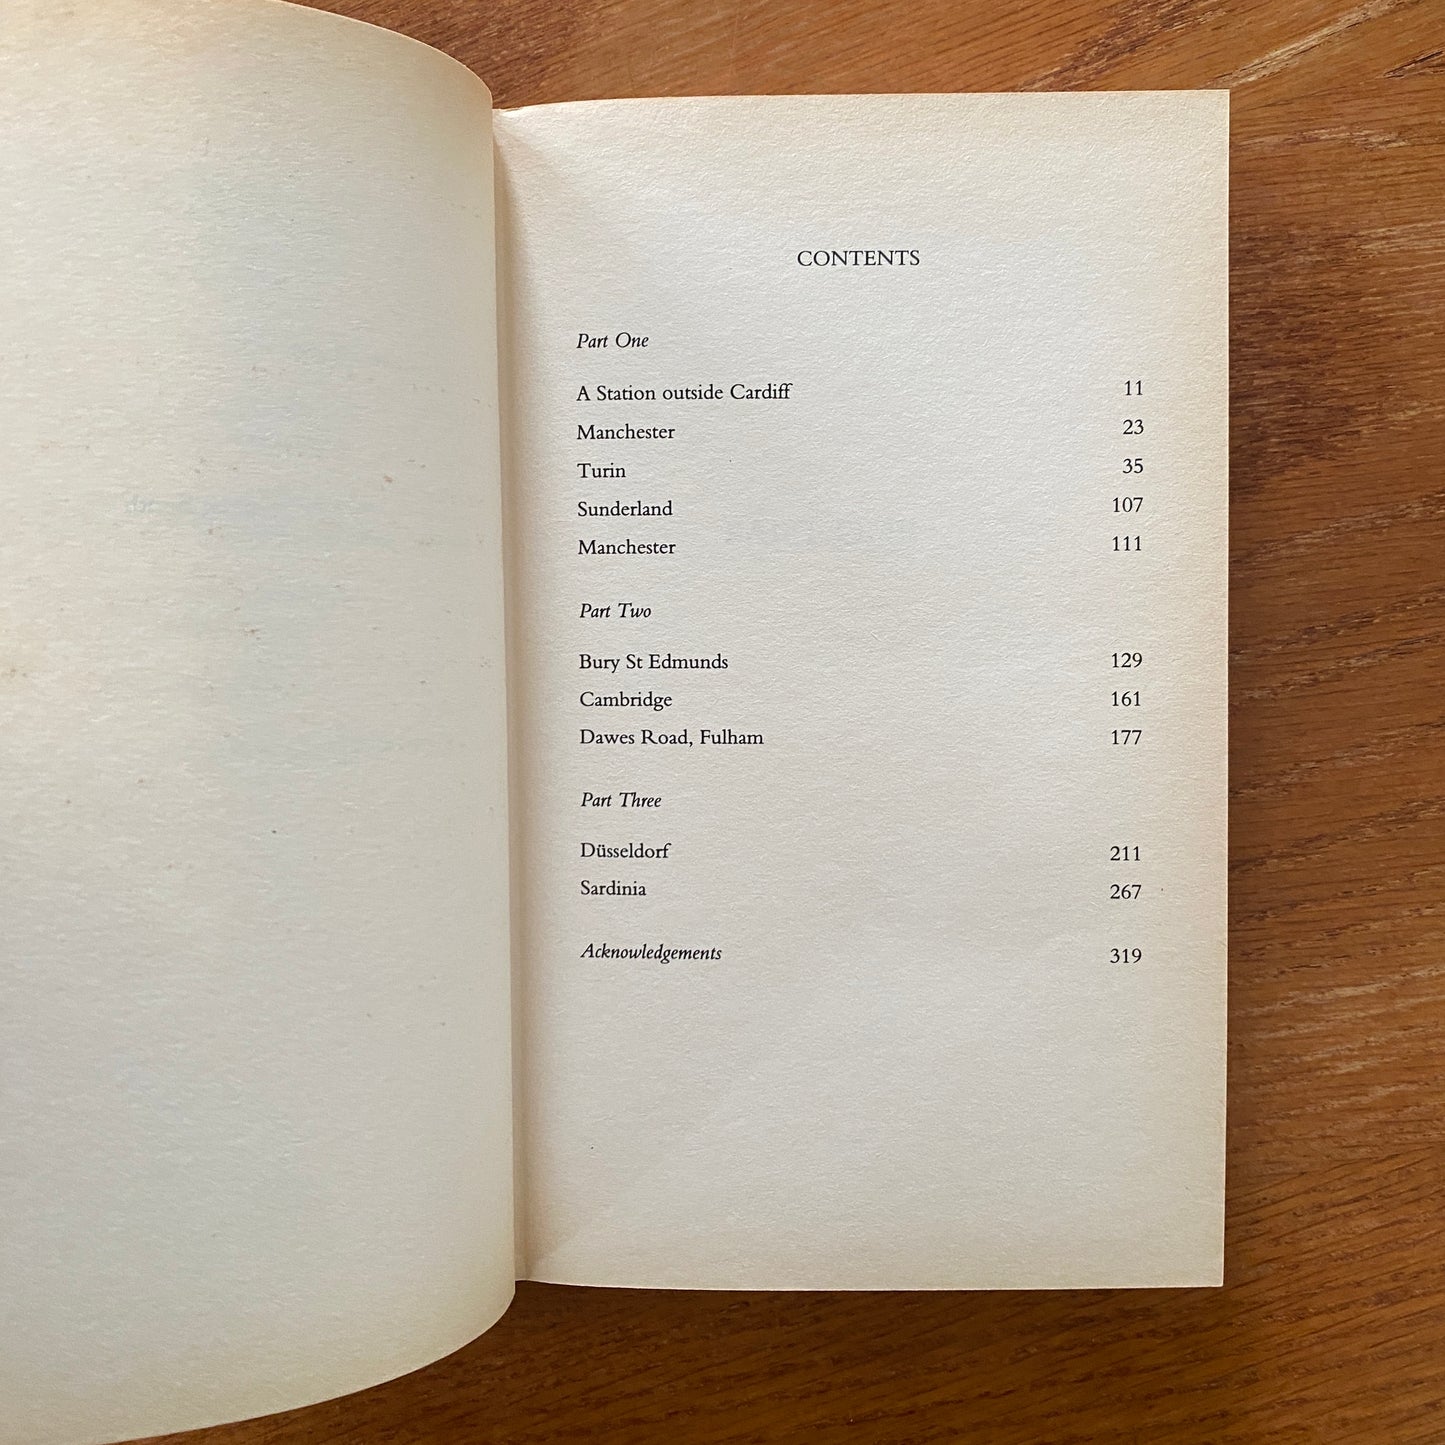 CONTENTS
Part One
A Station outside Cardiff 11
Manchester 23
Turin 35
Sunderland 107
Manchester 111
Part Two
Bury St Edmunds 129
Cambridge 161
Dawes Road, Fulham 177
Part Three
Düsseldorf 211
Sardinia 267
Acknowledgements 319